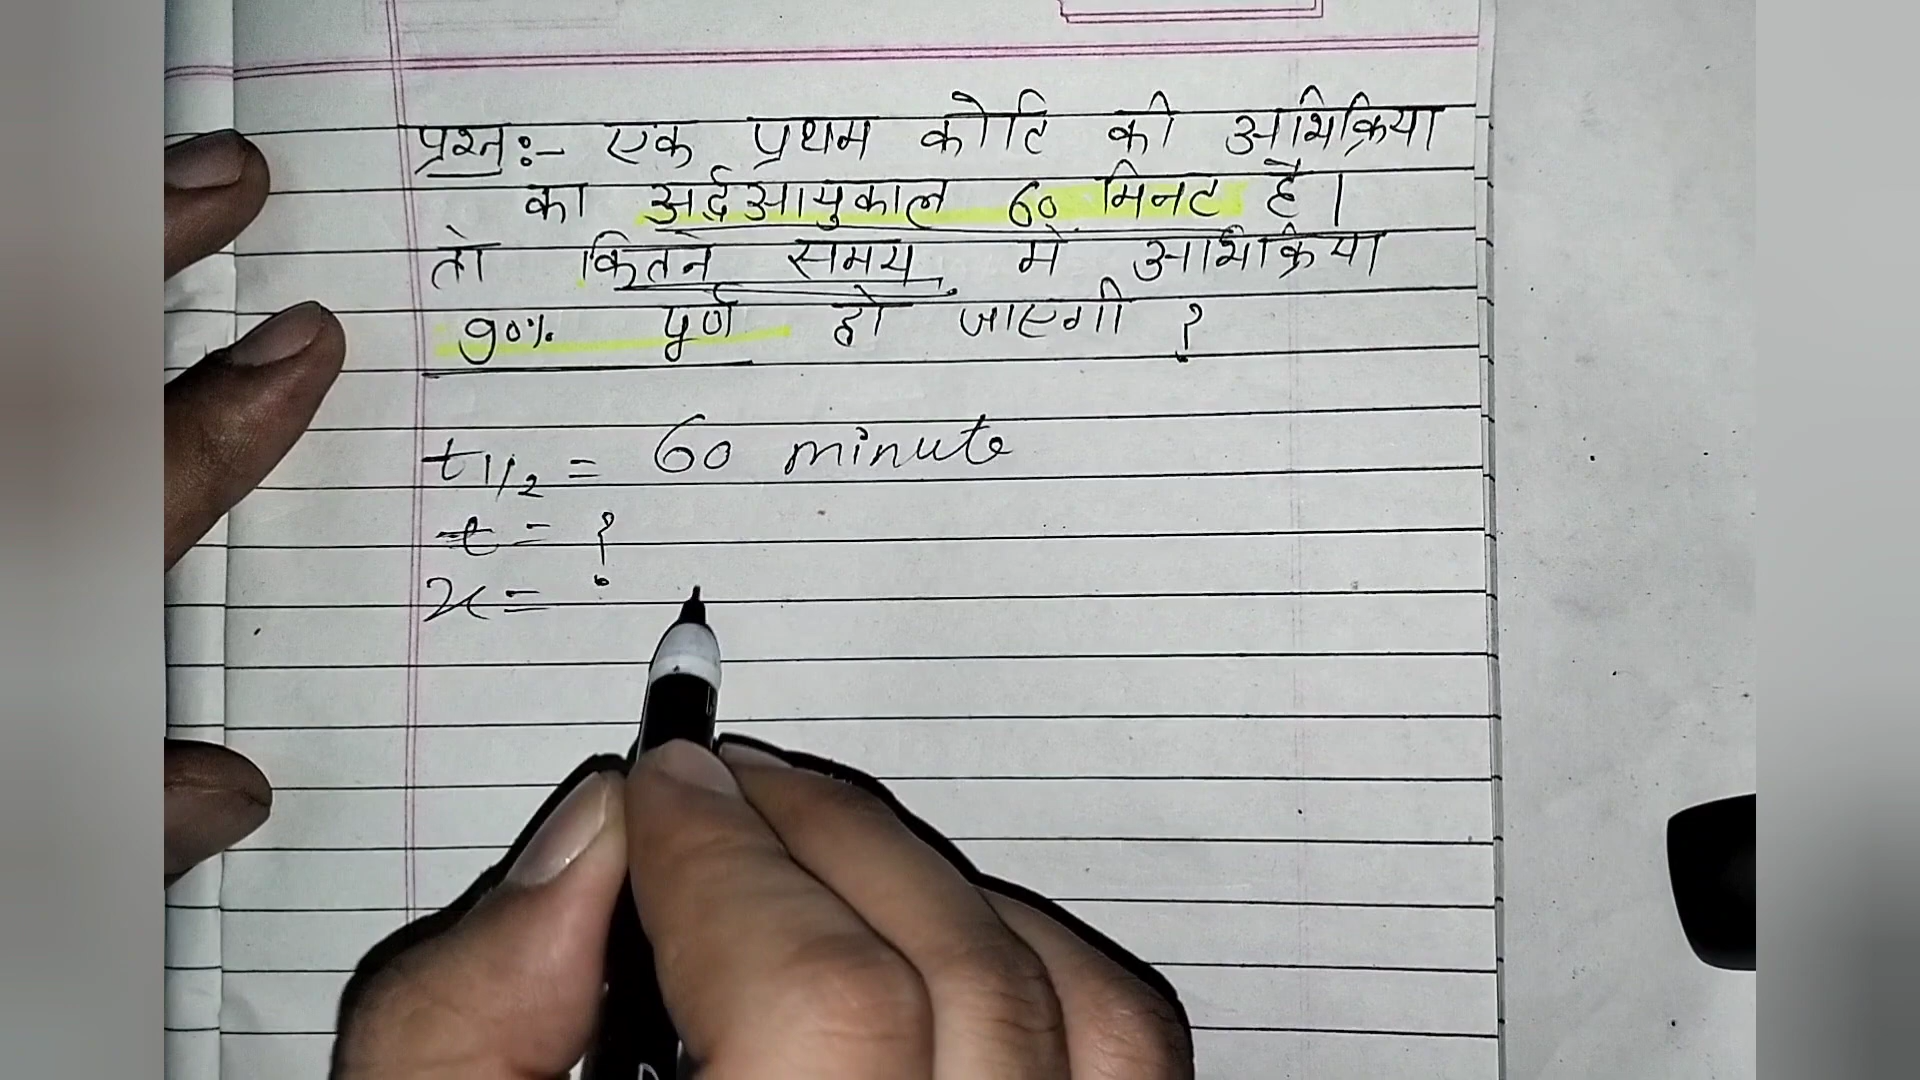 प्रश्न:- एक प्रथम कोटि की अभिक्रिया
का अर्द्धआयुकाल 60 मिनट है।
तो कितने समय में अभिक्रिया
90% पूर्ण हो जाएगी ?
t1/2 = 60 minute
t = ?
x =